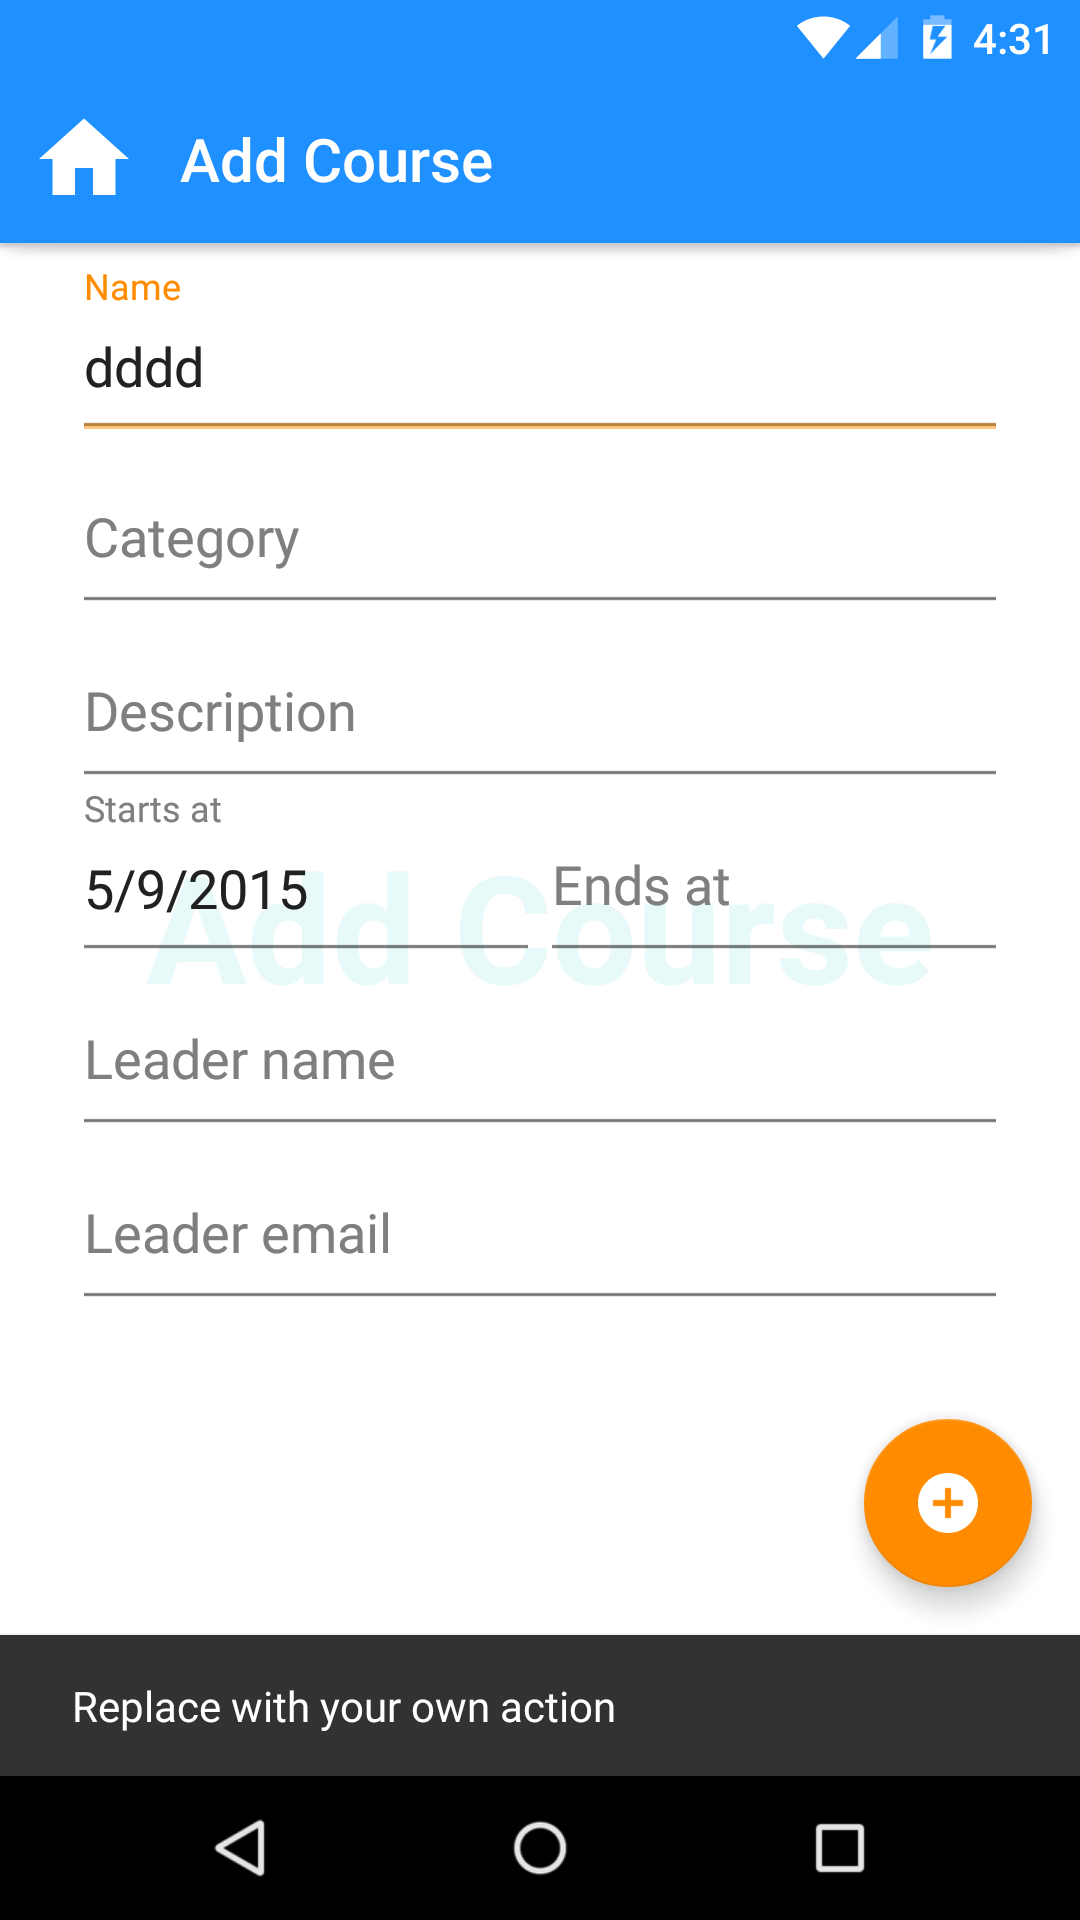 4:31
Add Course
Name
dddd
Category
Description
Starts at
5/9/2015
Ends at
Add Course
Leader name
Leader email
Replace with your own action